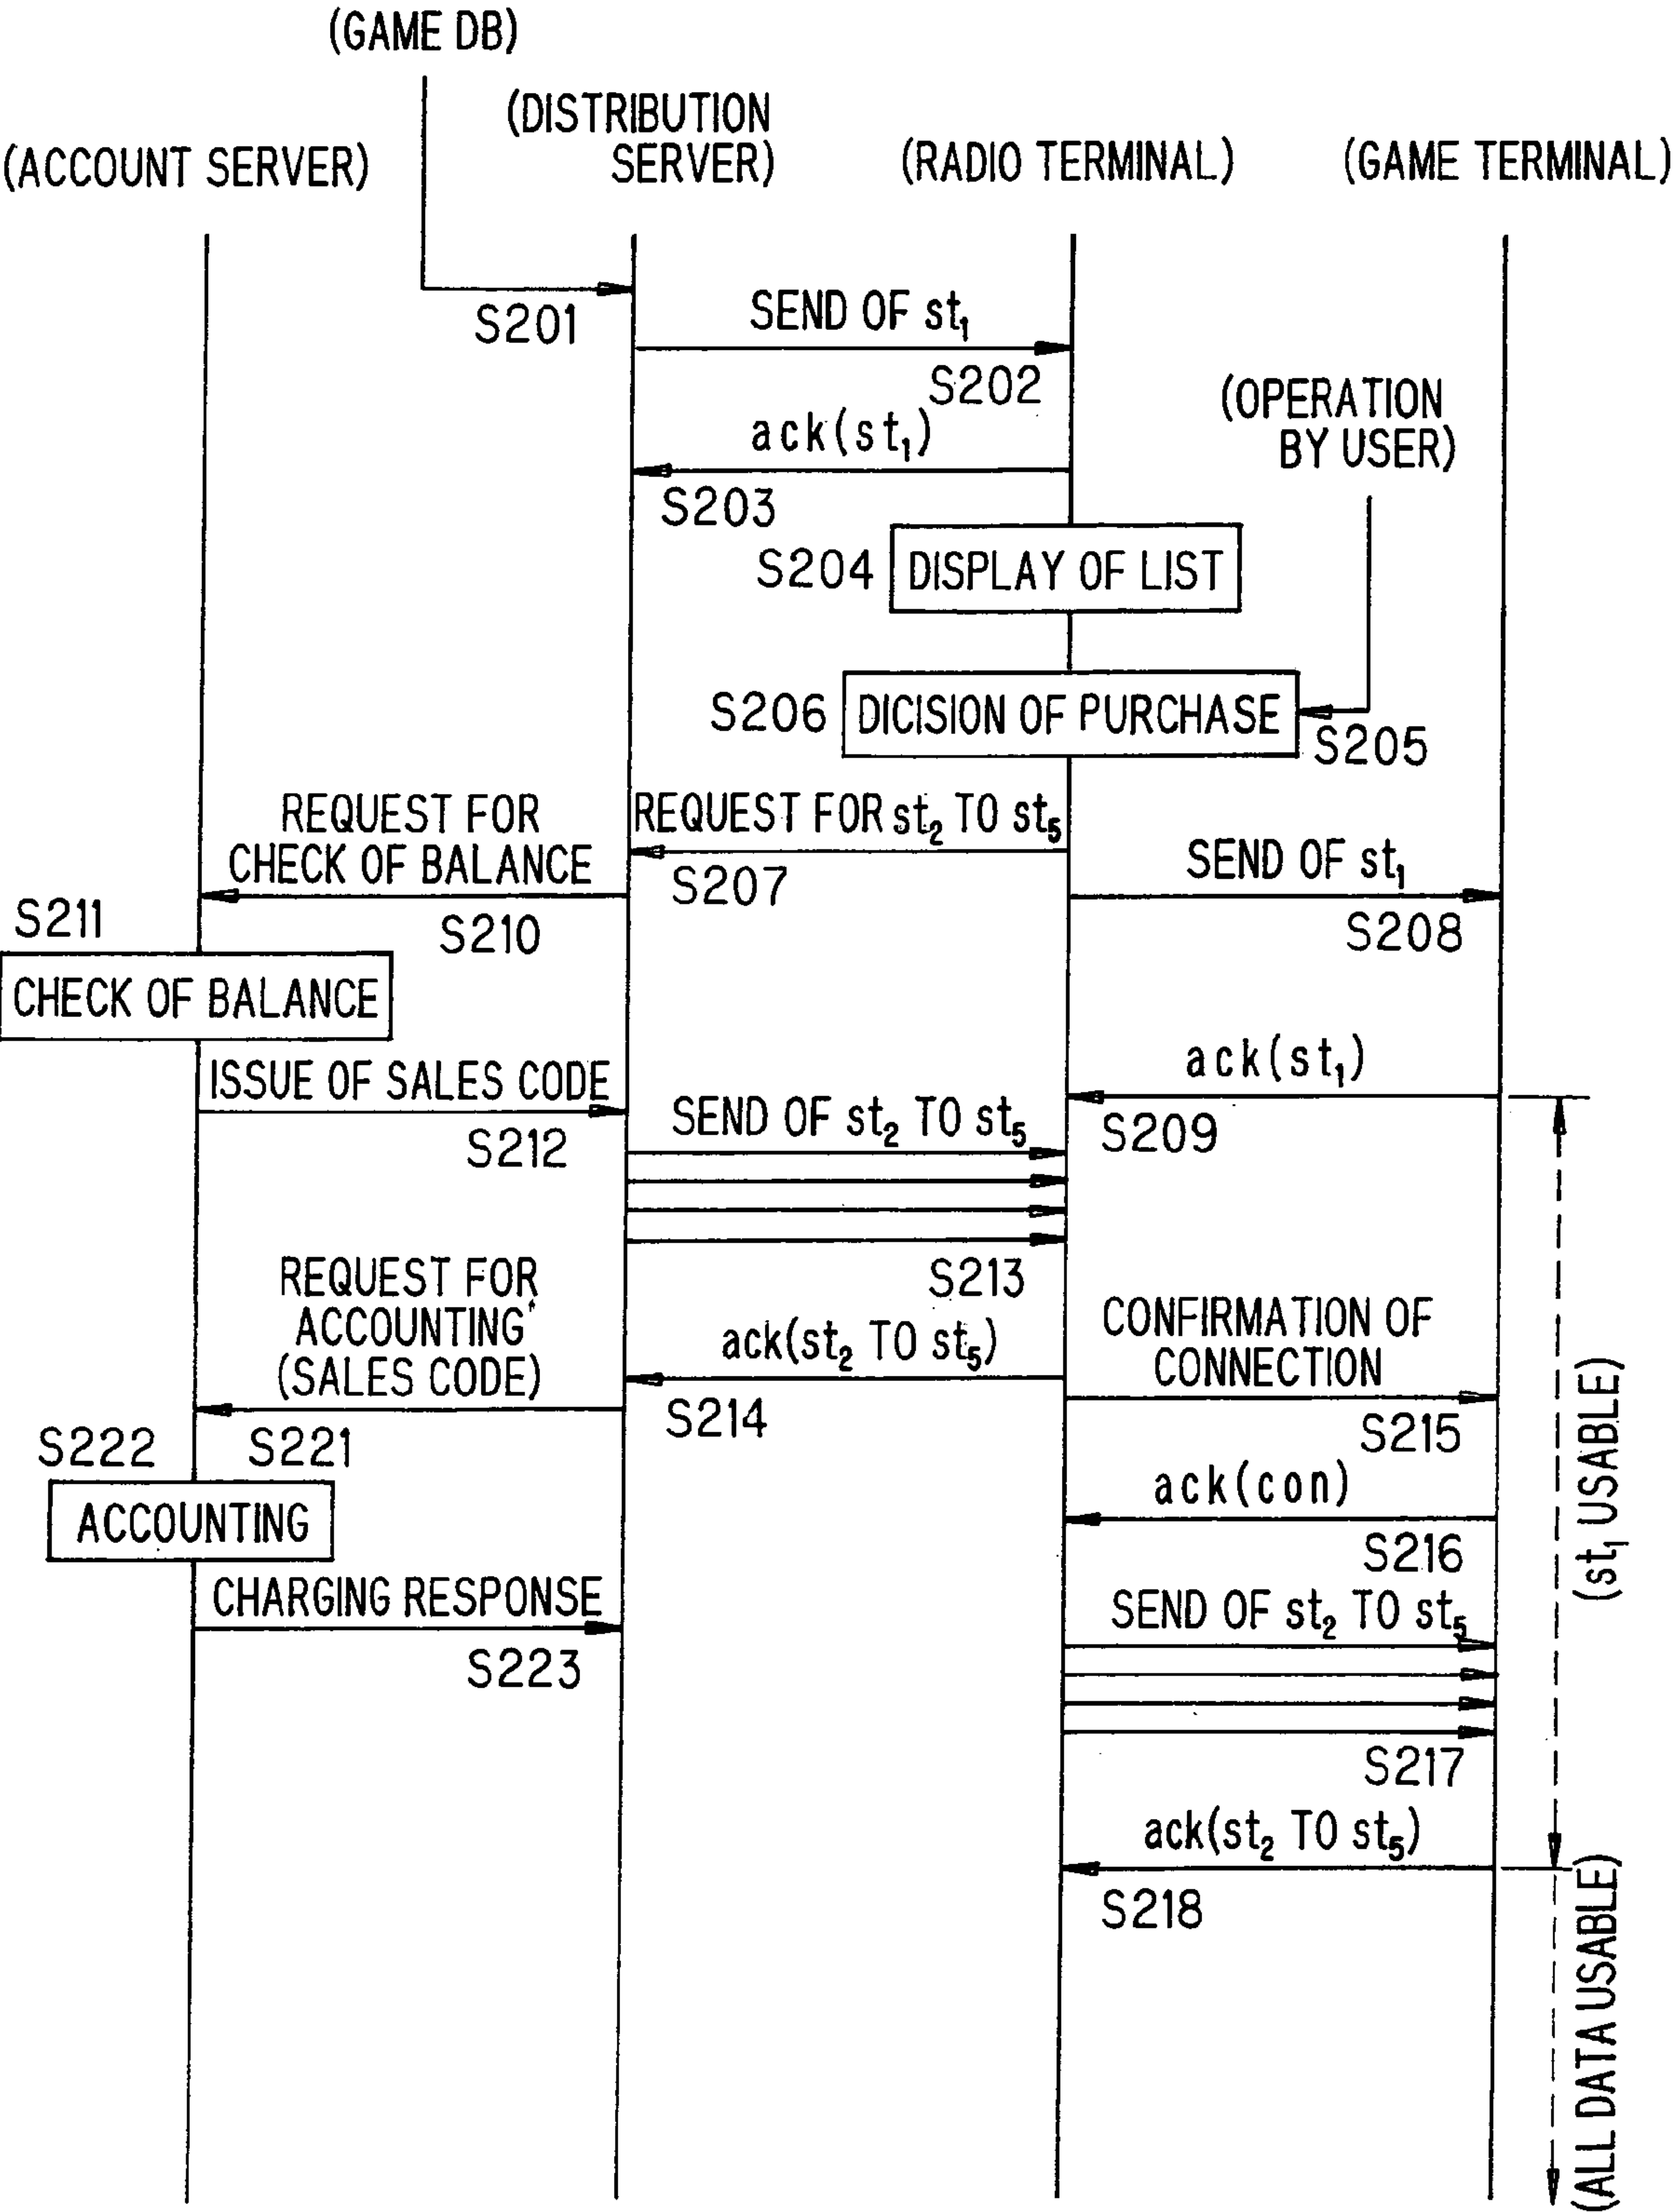 (GAME DB)
(DISTRIBUTION
SERVER)
(ACCOUNT SERVER)
(RADIO TERMINAL)
(GAME TERMINAL)
S201
SEND OF st₁
S202
(OPERATION
BY USER)
ack(st₁)
S203
S204
DISPLAY OF LIST
S206
DICISION OF PURCHASE
S205
REQUEST FOR
CHECK OF BALANCE
REQUEST FOR st₂ TO st₅
S207
SEND OF st₁
S208
S210
S211
CHECK OF BALANCE
ISSUE OF SALES CODE
S212
ack(st₁)
S209
SEND OF st₂ TO st₅
S213
REQUEST FOR
ACCOUNTING
(SALES CODE)
ack(st₂ TO st₅)
S214
CONFIRMATION OF
CONNECTION
S215
S222
S221
ACCOUNTING
ack(con)
S216
CHARGING RESPONSE
S223
SEND OF st₂ TO st₅
S217
(st₁ USABLE)
ack(st₂ TO st₅)
S218
(ALL DATA USABLE)